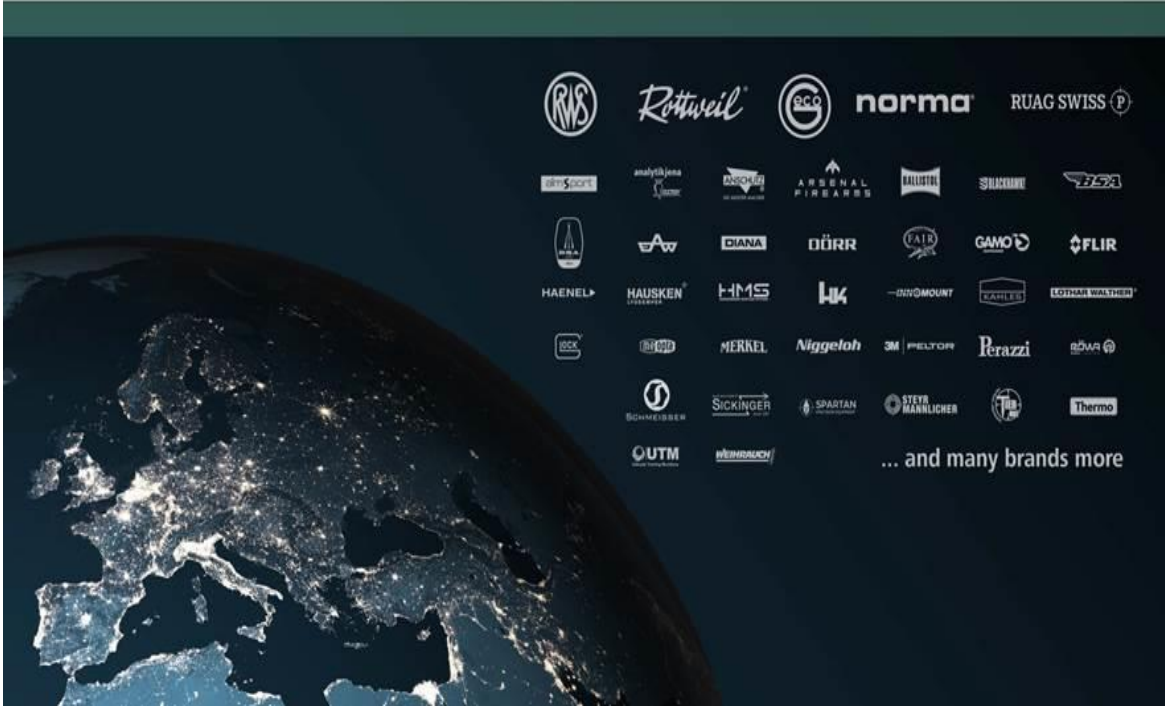 RWS Rottweil Geco norma RUAG SWISS P
almSport analytikjena ANSCHÜTZ ARSENAL FIREARMS BALLISTOL BLACKHAWK! BSA
BSA DIANA DÖRR FAIR GAMO FLIR
HAENEL HAUSKEN HMS HK INNOMOUNT KAHLES LOTHAR WALTHER
GLOCK MERKEL Niggeloh 3M PELTOR Perazzi RÖWA
SCHMEISSER SICKINGER SPARTAN STEYR MANNLICHER Thermo
UTM WEIHRAUCH ... and many brands more